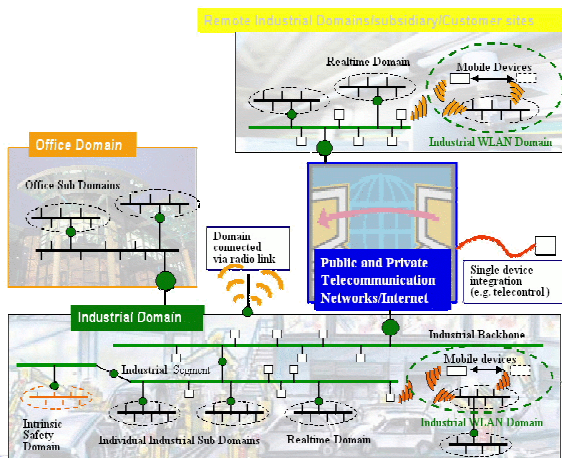 Remote Industrial Domains/subsidiary/Customer sites
Realtime Domain
Mobile Devices
Industrial WLAN Domain
Office Domain
Office Sub Domains
Domain
connected
via radio link
Public and Private
Telecommunication
Networks/Internet
Single device
integration
(e.g. telecontrol)
Industrial Domain
Industrial Backbone
Industrial Segment
Mobile devices
Industrial WLAN Domain
Intrinsic
Safety
Domain
Individual Industrial Sub Domains
Realtime Domain